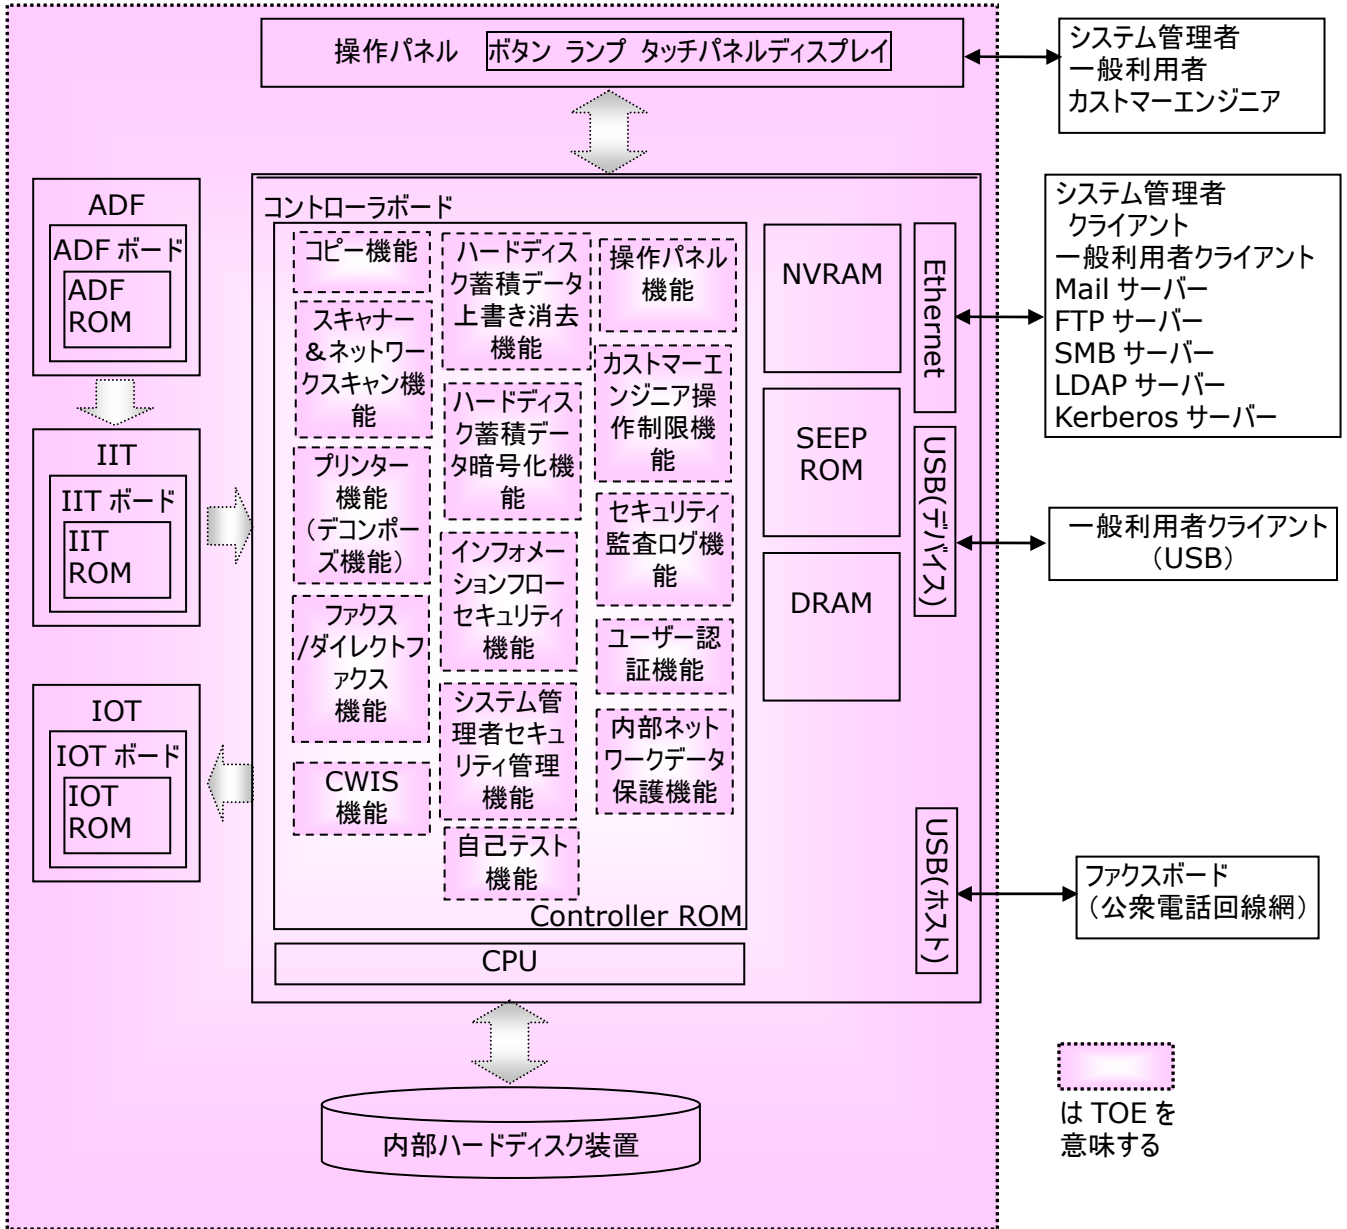 操作パネル ボタン ランプ タッチパネルディスプレイ
システム管理者
一般利用者
カストマーエンジニア
ADF
ADF ボード
ADF
ROM
IIT
IIT ボード
IIT
ROM
IOT
IOT ボード
IOT
ROM
コントローラボード
コピー機能
スキャナー
＆ネットワー
クスキャン機
能
プリンター
機能
（デコンポー
ズ機能）
ファクス
/ダイレクトフ
ァクス
機能
CWIS
機能
ハードディス
ク蓄積データ
上書き消去
機能
ハードディス
ク蓄積デー
タ暗号化機
能
インフォメー
ションフロー
セキュリティ
機能
システム管
理者セキュ
リティ管理
機能
自己テスト
機能
操作パネル
機能
カストマーエ
ンジニア操
作制限機
能
セキュリティ
監査ログ機
能
ユーザー認
証機能
内部ネット
ワークデータ
保護機能
Controller ROM
CPU
NVRAM
SEEP
ROM
DRAM
Ethernet
USB(デバイス)
USB(ホスト)
システム管理者
クライアント
一般利用者クライアント
Mail サーバー
FTP サーバー
SMB サーバー
LDAP サーバー
Kerberos サーバー
一般利用者クライアント
（USB）
ファクスボード
（公衆電話回線網）
内部ハードディスク装置
は TOE を
意味する